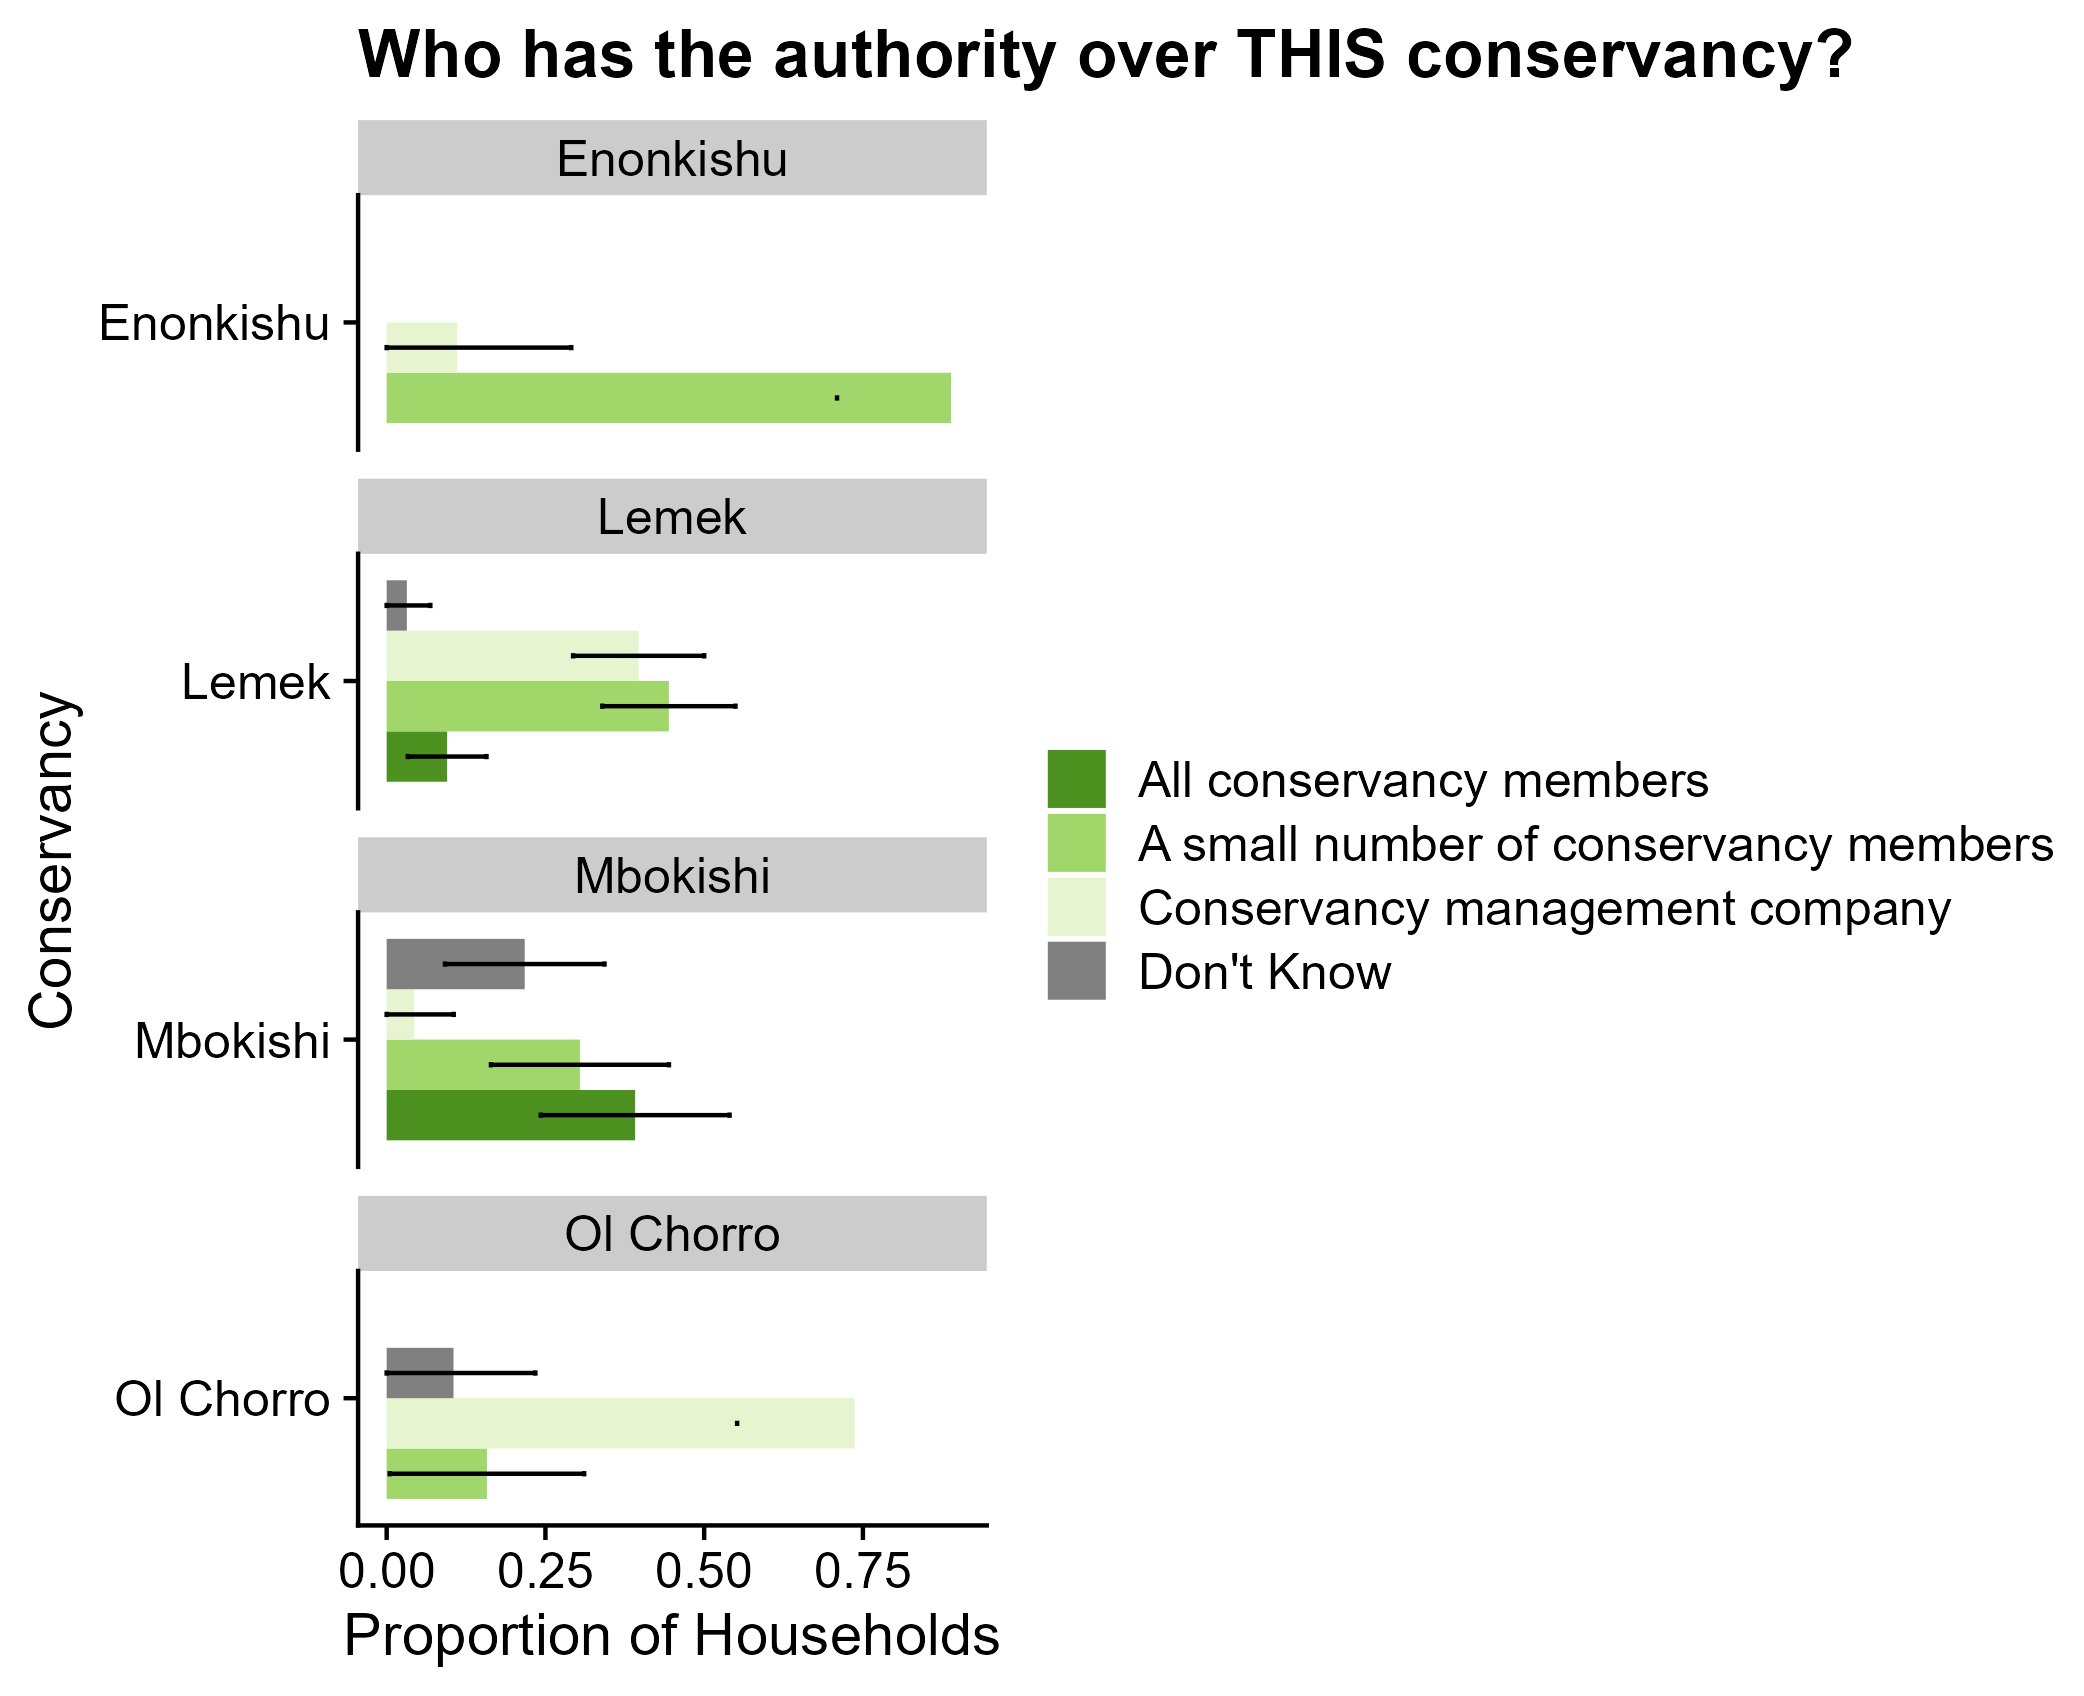 Who has the authority over THIS conservancy?
Enonkishu
Enonkishu
Lemek
Lemek
Mbokishi
Mbokishi
Ol Chorro
Ol Chorro
Conservancy
0.00 0.25 0.50 0.75
Proportion of Households
All conservancy members
A small number of conservancy members
Conservancy management company
Don't Know